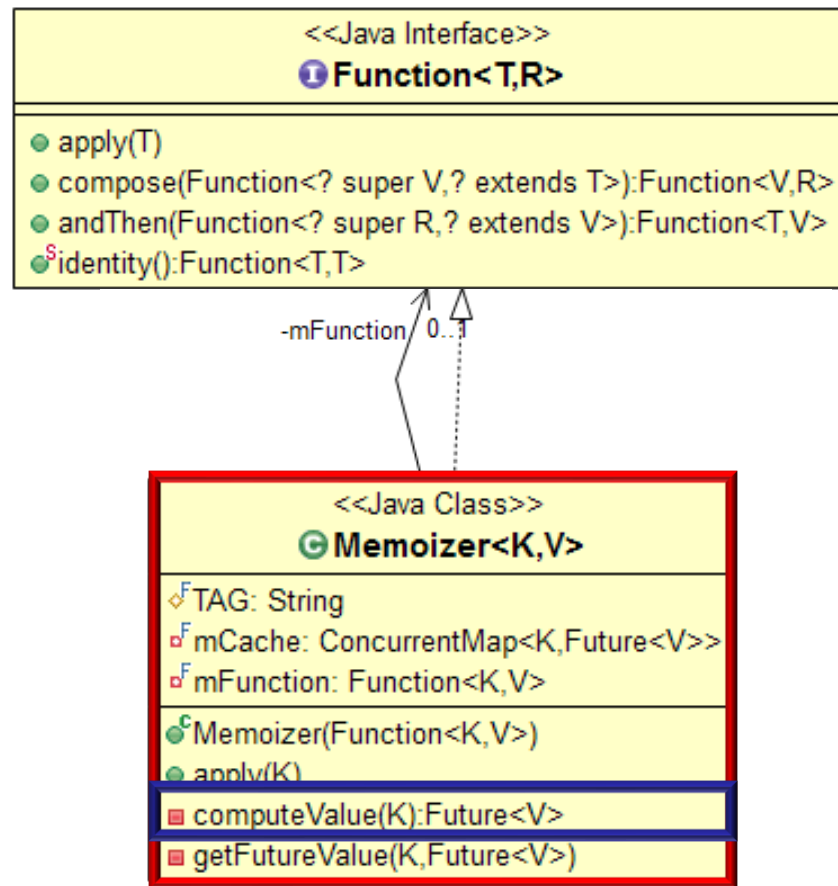 <<Java Interface>>
I Function<T,R>
apply(T)
compose(Function<? super V,? extends T>):Function<V,R>
andThen(Function<? super R,? extends V>):Function<T,V>
S identity():Function<T,T>
-mFunction 0..1
<<Java Class>>
C Memoizer<K,V>
F TAG: String
F mCache: ConcurrentMap<K,Future<V>>
F mFunction: Function<K,V>
C Memoizer(Function<K,V>)
apply(K)
computeValue(K):Future<V>
getFutureValue(K,Future<V>)